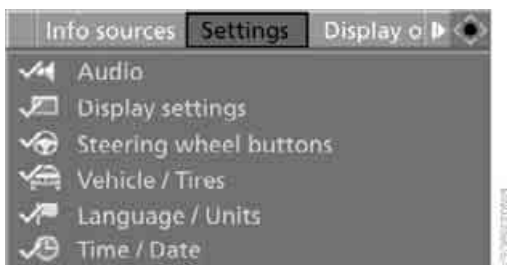 Info sources Settings Display o
Audio
Display settings
Steering wheel buttons
Vehicle / Tires
Language / Units
Time / Date